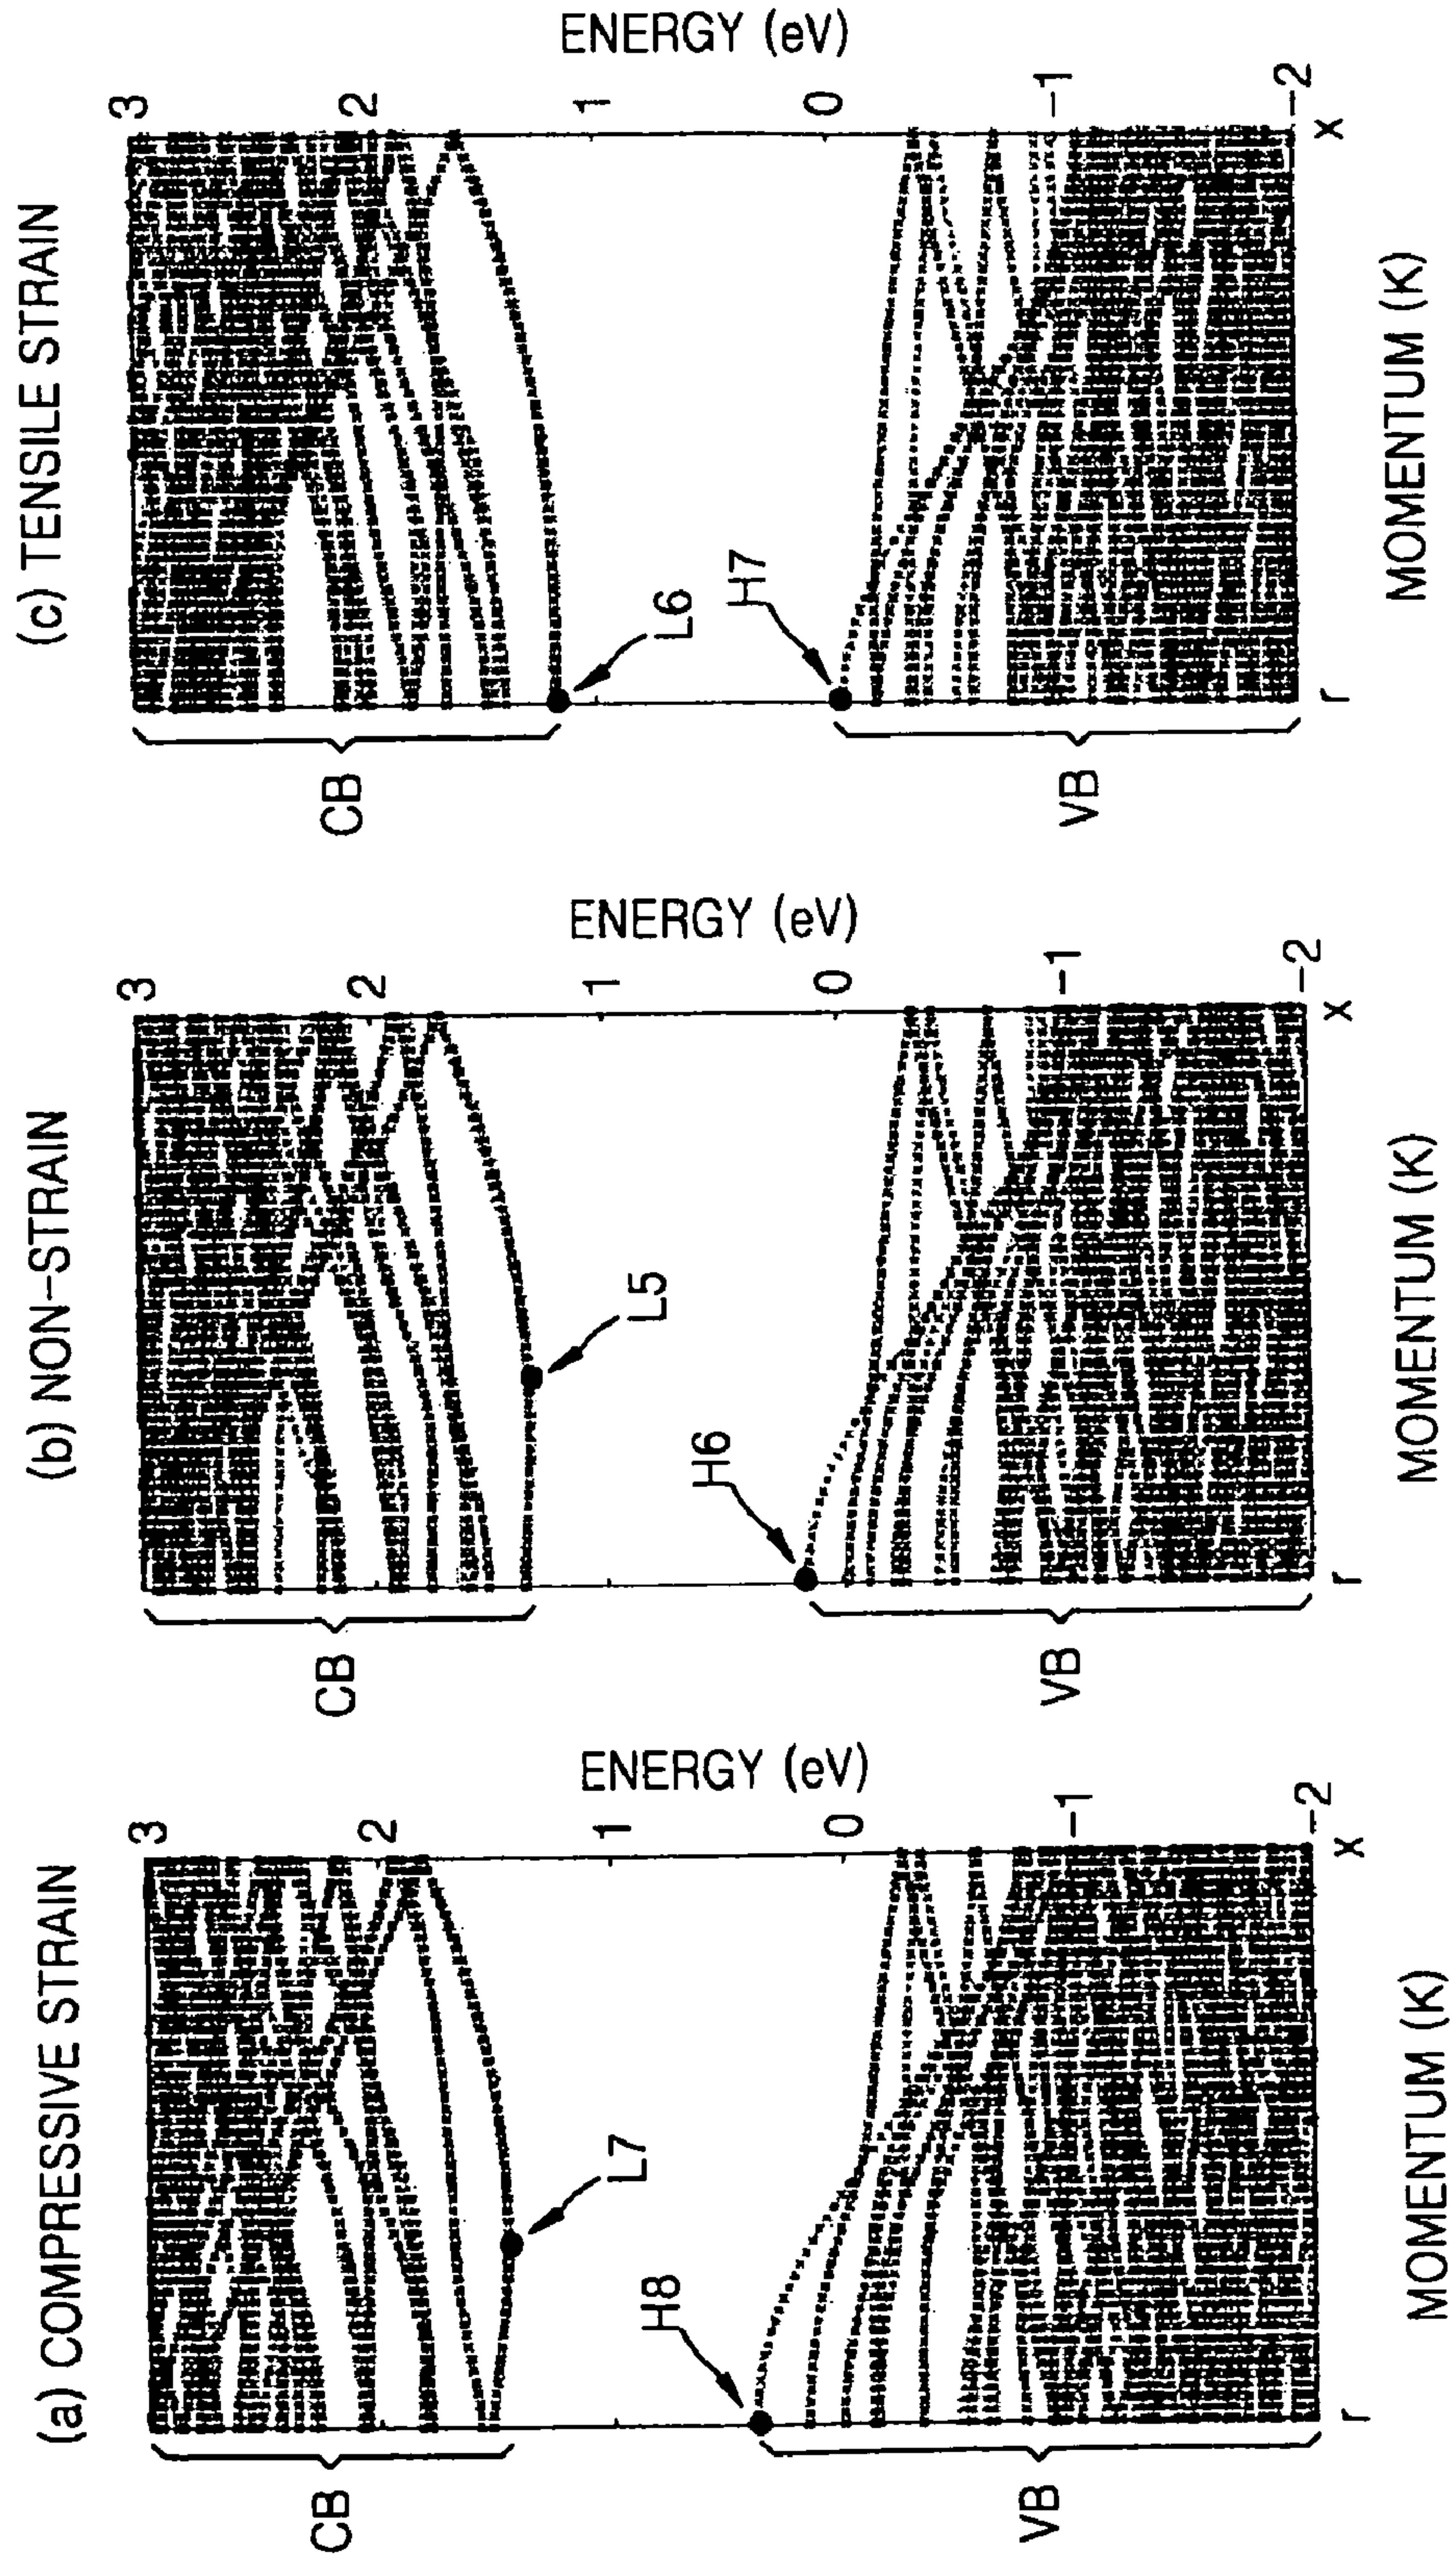 (a) COMPRESSIVE STRAIN
CB
VB
H8
L7
3
2
1
0
-1
-2
ENERGY (eV)
r
x
MOMENTUM (K)
(b) NON-STRAIN
CB
VB
H6
L5
3
2
1
0
-1
-2
ENERGY (eV)
r
x
MOMENTUM (K)
(c) TENSILE STRAIN
CB
VB
L6
H7
3
2
1
0
-1
-2
ENERGY (eV)
r
x
MOMENTUM (K)